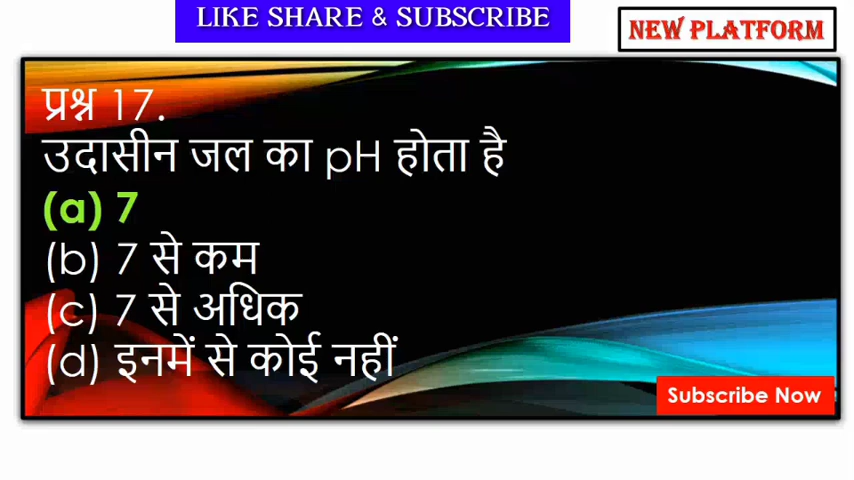 LIKE SHARE & SUBSCRIBE
NEW PLATFORM
प्रश्न 17.
उदासीन जल का pH होता है
(a) 7
(b) 7 से कम
(c) 7 से अधिक
(d) इनमें से कोई नहीं
Subscribe Now